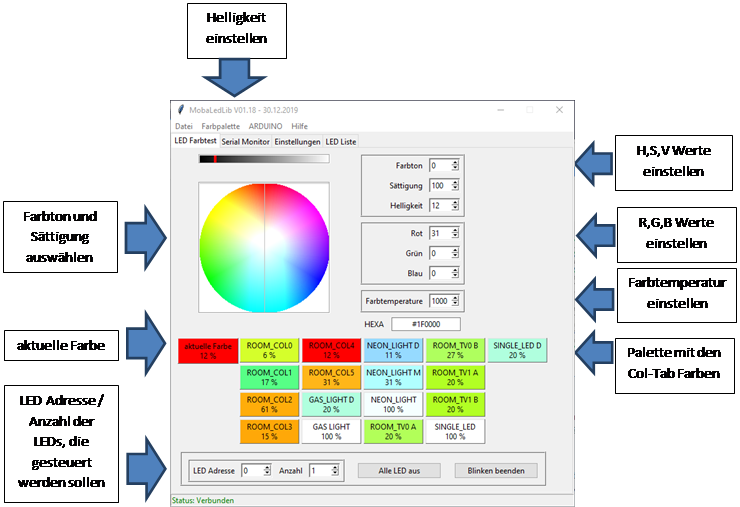 Helligkeit
einstellen
MobaLedLib V01.18 - 30.12.2019
Datei Farbpalette ARDUINO Hilfe
LED Farbtest Serial Monitor Einstellungen LED Liste
Farbton 0
Sättigung 100
Helligkeit 12
H,S,V Werte
einstellen
Farbton und
Sättigung
auswählen
Rot 31
Grün 0
Blau 0
R,G,B Werte
einstellen
Farbtemperature 1000
Farbtemperatur
einstellen
HEXA #1F0000
aktuelle Farbe
aktuelle Farbe
12 %
ROOM_COL0
6 %
ROOM_COL4
12 %
NEON_LIGHT D
11 %
ROOM_TV0 B
27 %
SINGLE_LED D
20 %
ROOM_COL1
17 %
ROOM_COL5
31 %
NEON_LIGHT M
31 %
ROOM_TV1 A
20 %
ROOM_COL2
61 %
GAS_LIGHT D
20 %
NEON_LIGHT
100 %
ROOM_TV1 B
20 %
ROOM_COL3
15 %
GAS LIGHT
100 %
ROOM_TV0 A
20 %
SINGLE_LED
100 %
Palette mit den
Col-Tab Farben
LED Adresse /
Anzahl der
LEDs, die
gesteuert
werden sollen
LED Adresse 0 Anzahl 1 Alle LED aus Blinken beenden
Status: Verbunden